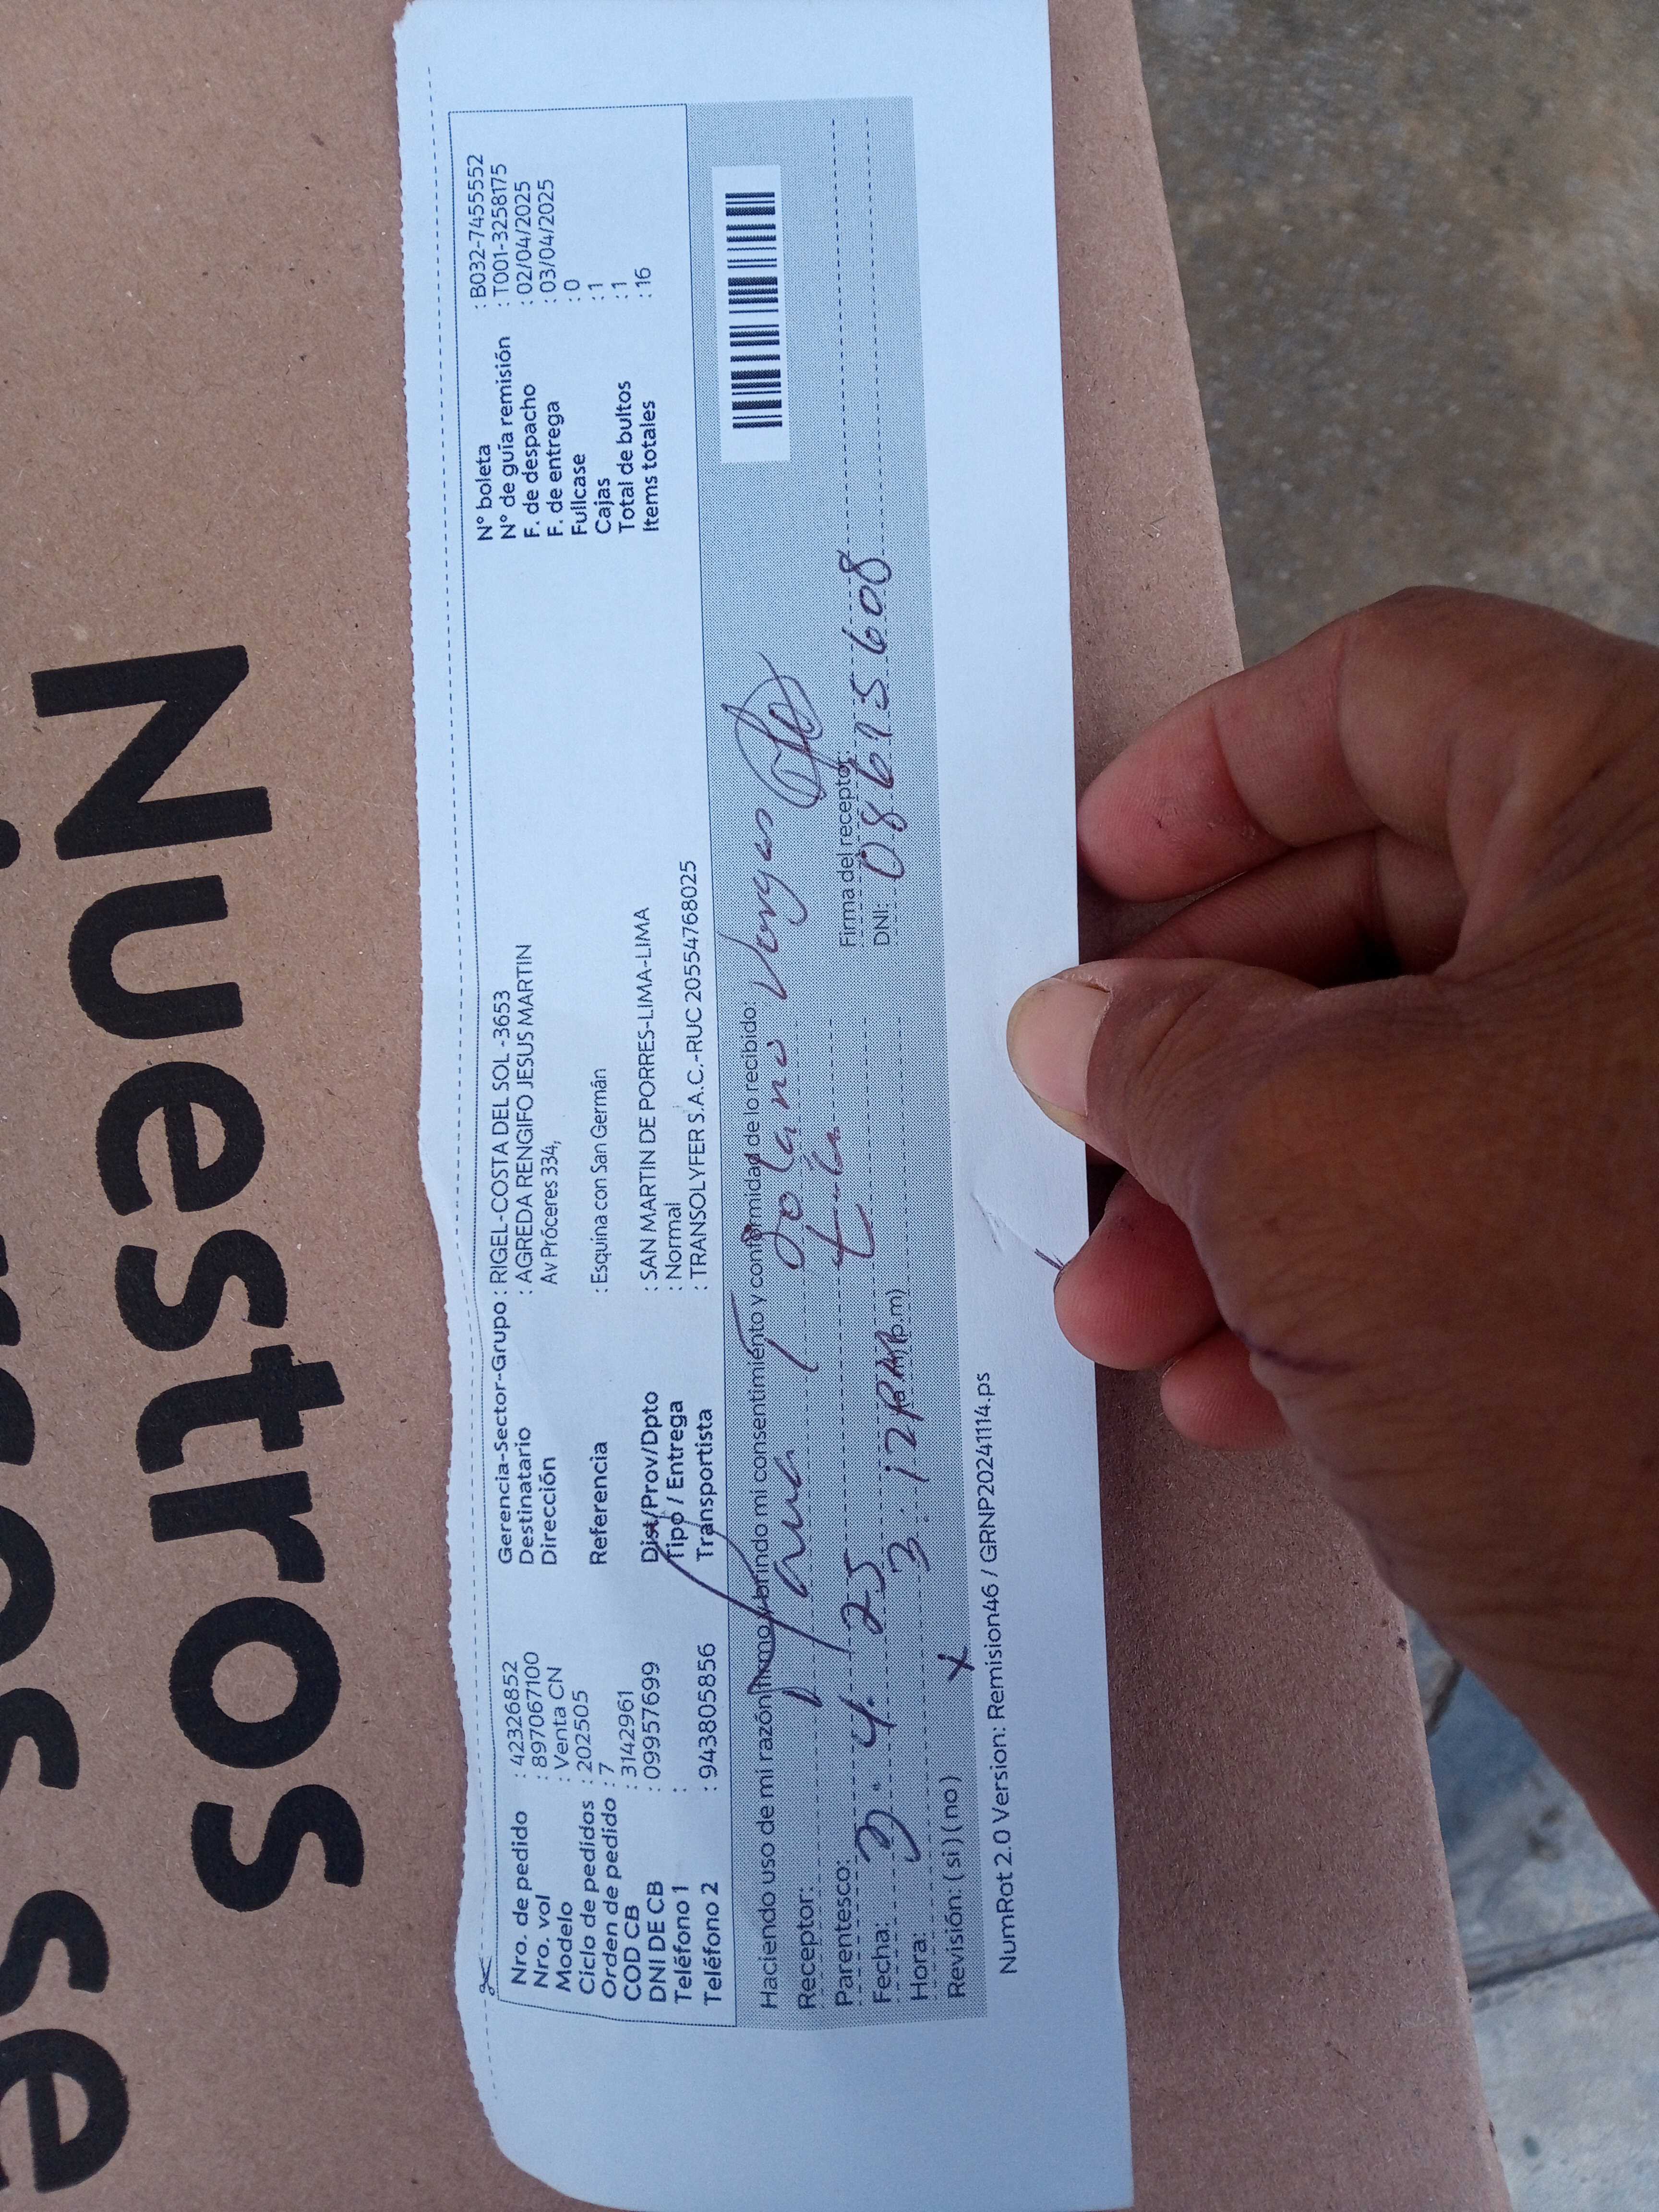 Nuestros
se
Nro. de pedido : 42326852
Nro. vol : 897067100
Modelo : Venta CN
Ciclo de pedidos : 202505
Orden de pedido : 7
COD CB : 3142961
DNI DE CB : 09957699
Teléfono 1 :
Teléfono 2 : 943805856
Gerencia-Sector-Grupo : RIGEL-COSTA DEL SOL -3653
Destinatario : AGREDA RENGIFO JESUS MARTIN
Dirección Av Próceres 334,
Referencia : Esquina con San Germán
Dist/Prov/Dpto : SAN MARTIN DE PORRES-LIMA-LIMA
Tipo / Entrega : Normal
Transportista : TRANSOLYFER S.A.C.-RUC 20554768025
N° boleta : B032-7455552
N° de guía remisión : T001-3258175
F. de despacho : 02/04/2025
F. de entrega : 03/04/2025
Fullcase : 0
Cajas : 1
Total de bultos : 1
Items totales : 16
Haciendo uso de mi razón firmo y brindo mi consentimiento y conformidad de lo recibido:
Receptor: Solano Vargas
Parentesco:
Fecha: 3. 4. 25
Firma del receptor:
Hora: 3:12 PM p.m)
DNI:
Revisión: (si) (no) x
NumRot 2.0 Version: Remision46 / GRNP20241114.ps